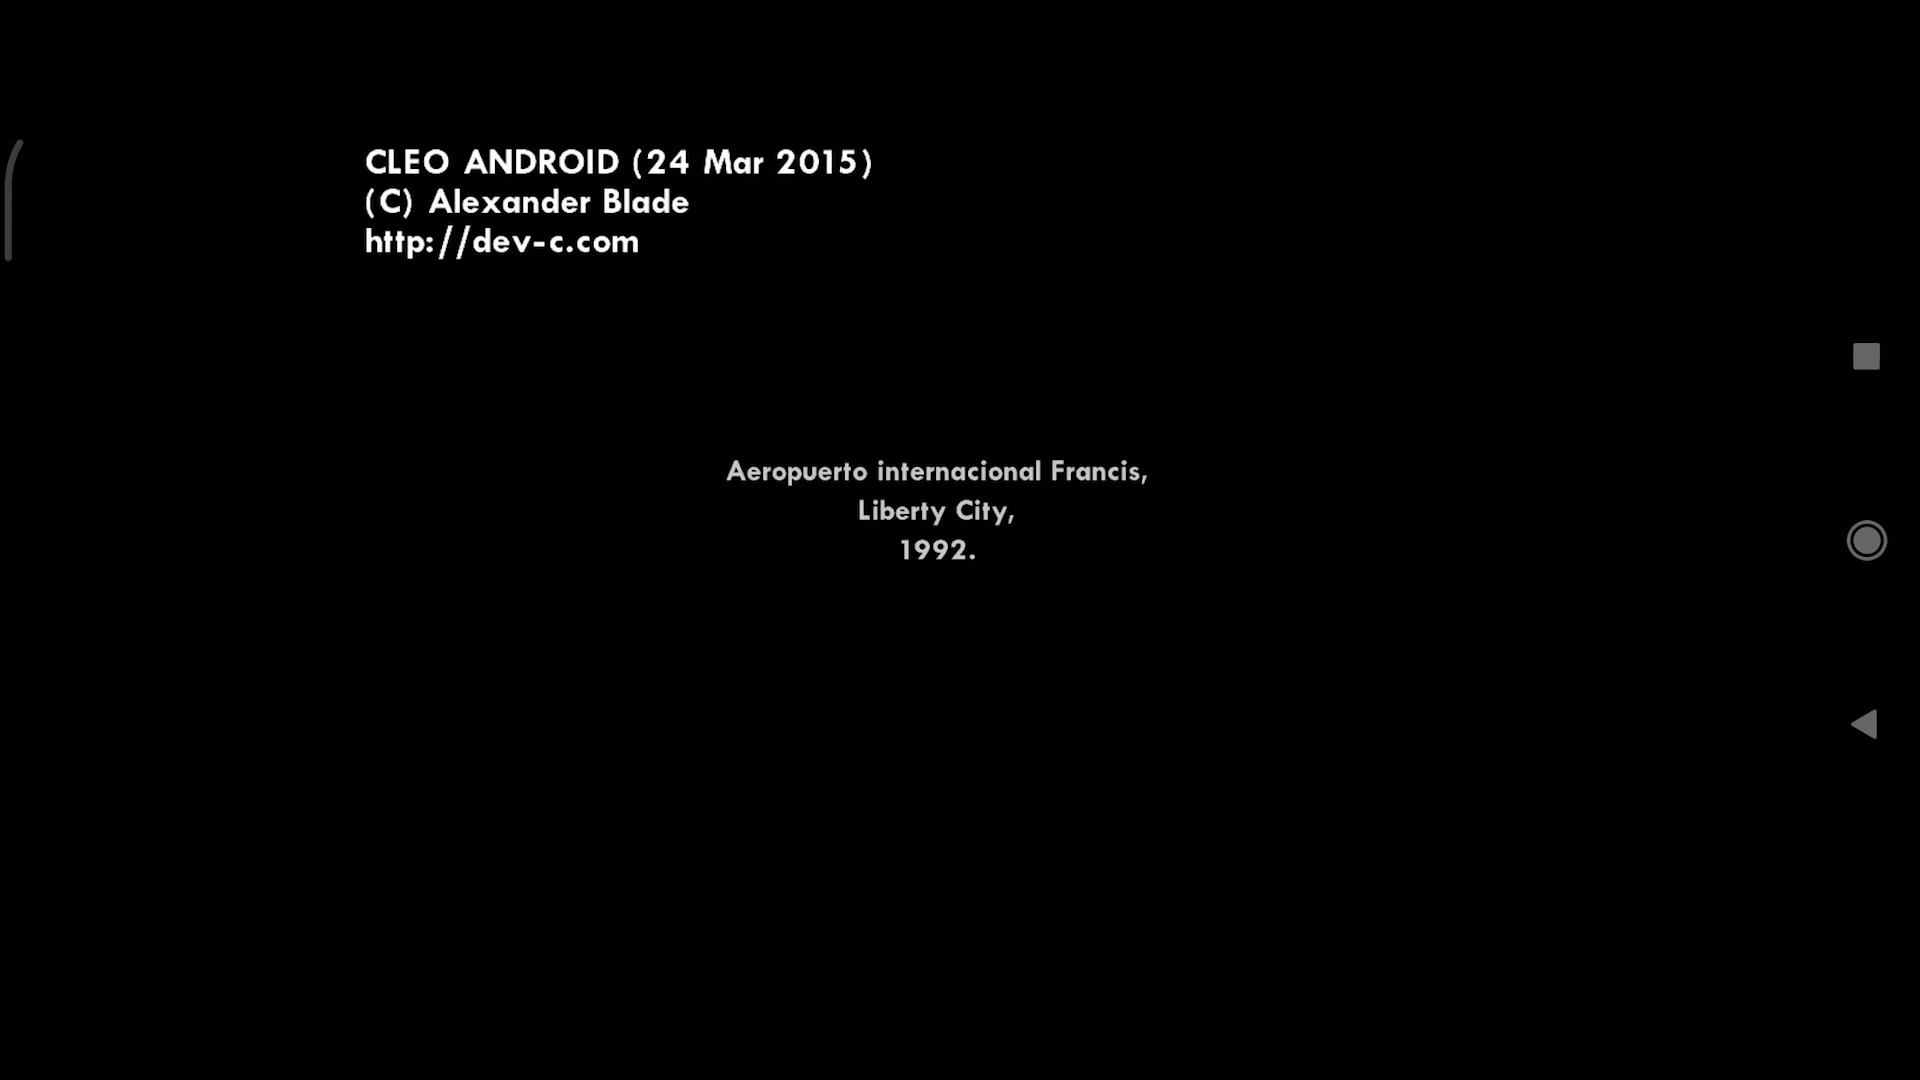 CLEO ANDROID (24 Mar 2015)
(C) Alexander Blade
http://dev-c.com
Aeropuerto internacional Francis,
Liberty City,
1992.